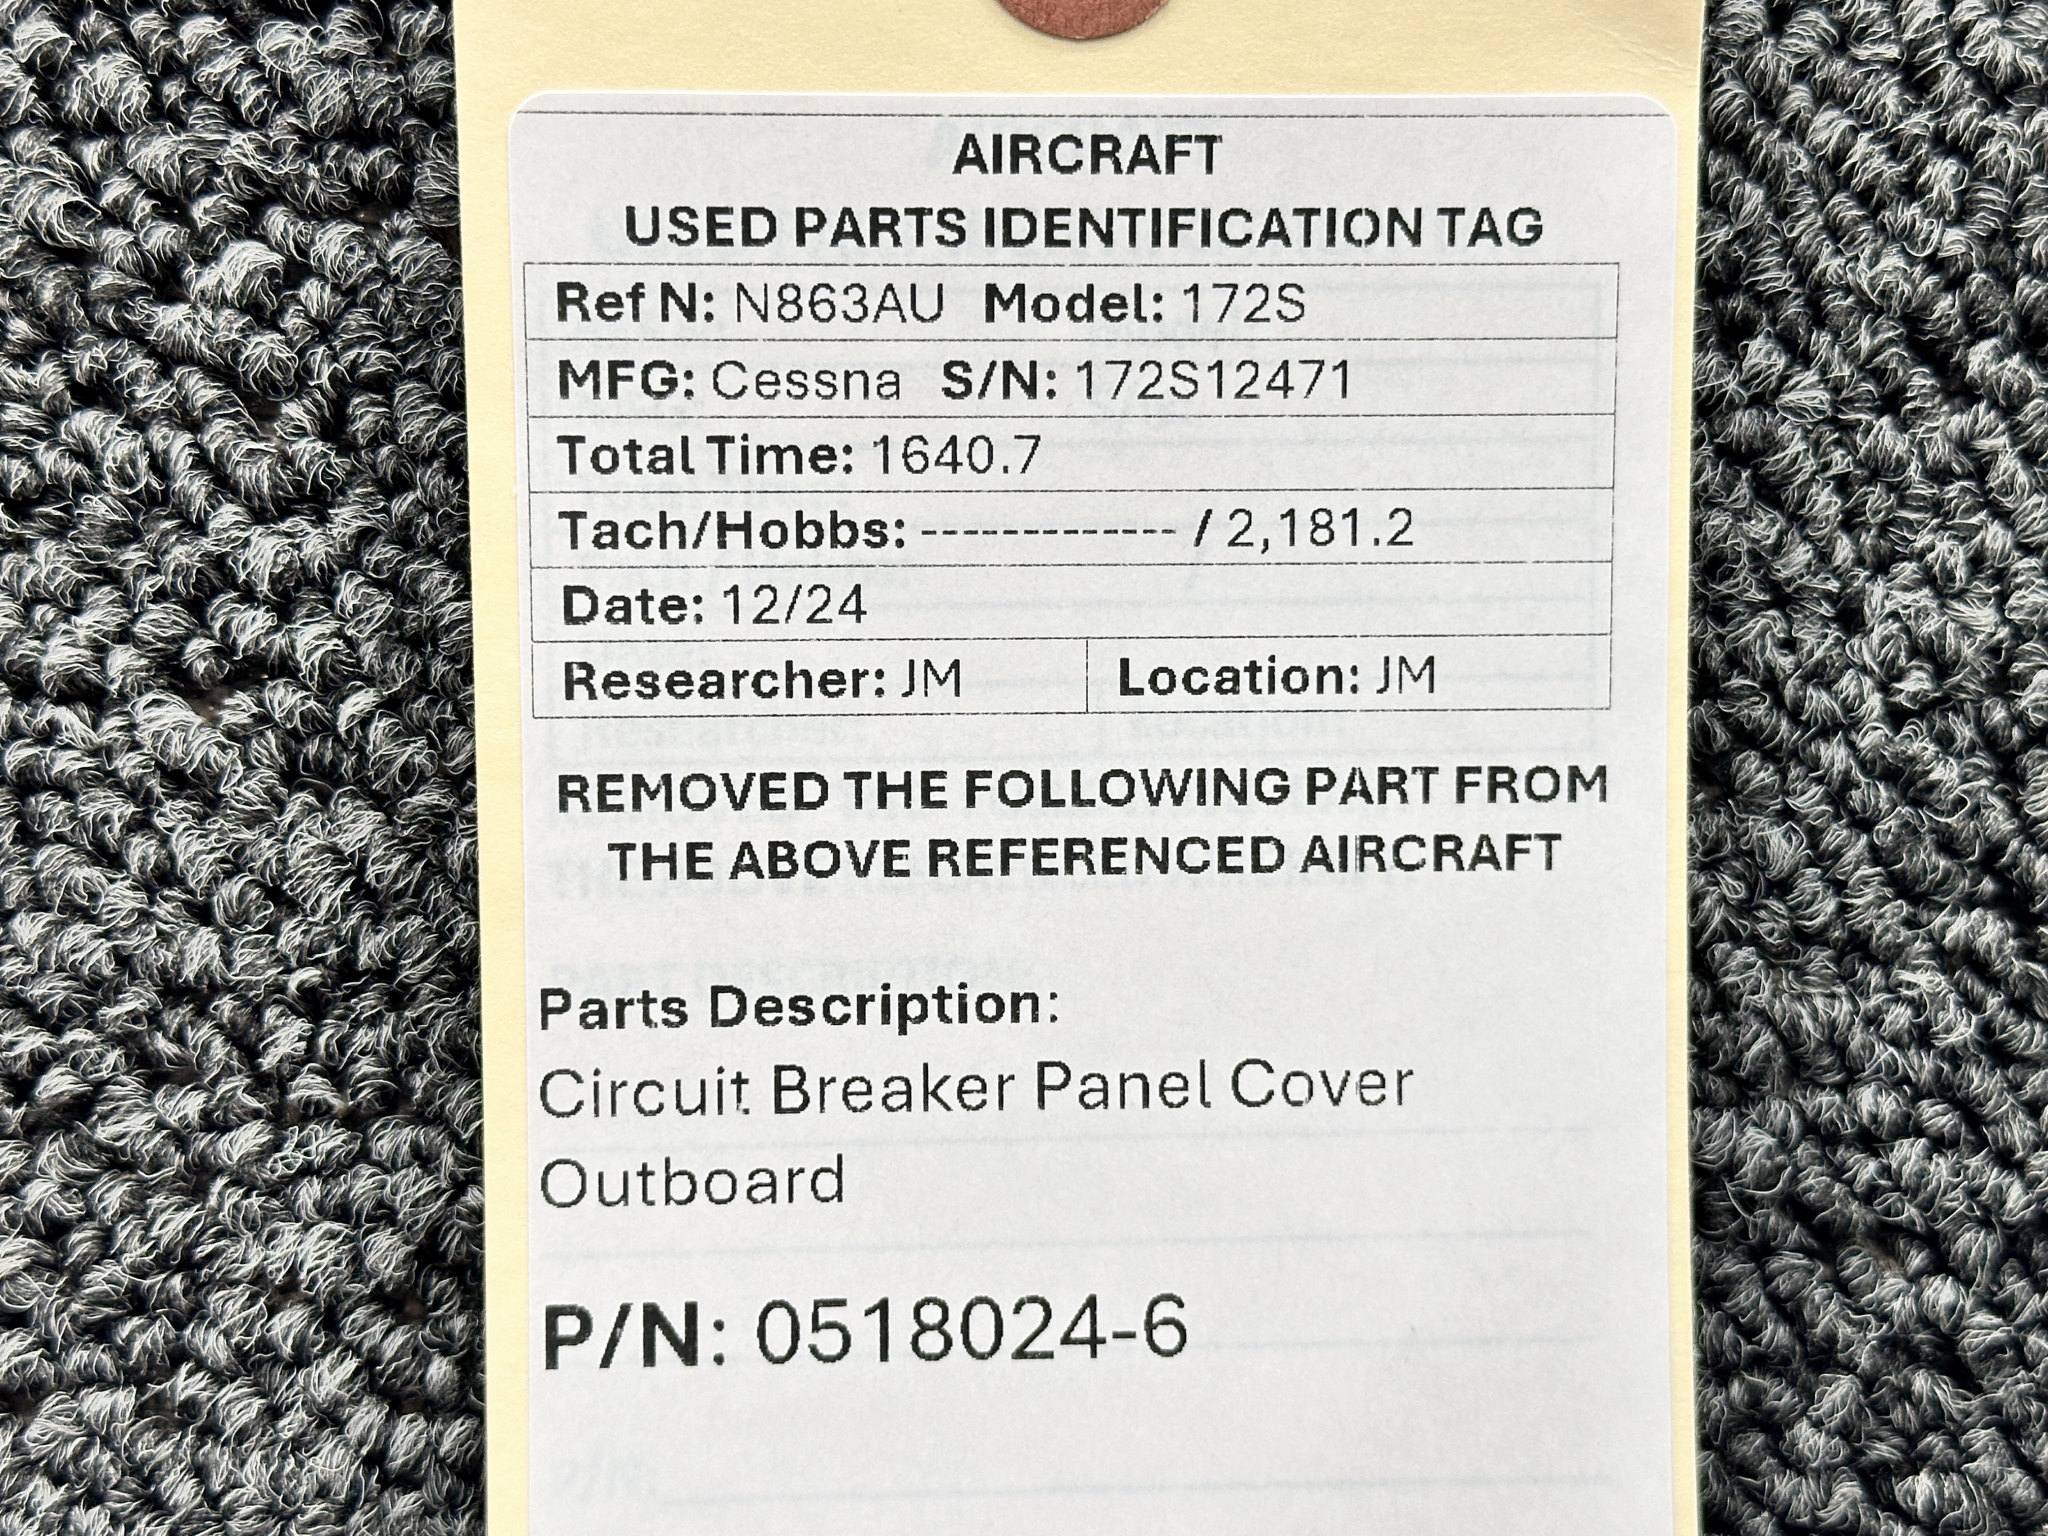 AIRCRAFT
USED PARTS IDENTIFICATION TAG
Ref N: N863AU Model: 172S
MFG: Cessna S/N: 172S12471
Total Time: 1640.7
Tach/Hobbs: ------------- / 2,181.2
Date: 12/24
Researcher: JM Location: JM
REMOVED THE FOLLOWING PART FROM
THE ABOVE REFERENCED AIRCRAFT
Parts Description:
Circuit Breaker Panel Cover
Outboard
P/N: 0518024-6